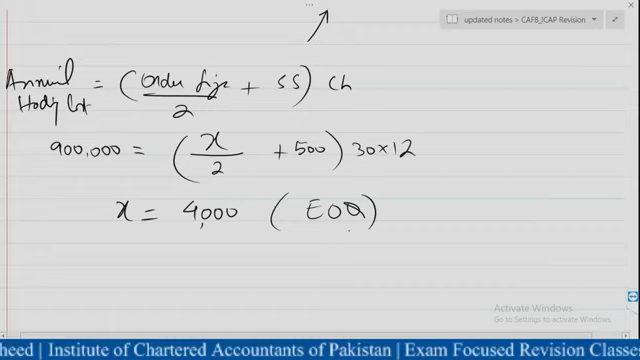 ...
updated notes > CAF8_ICAP Revision
Annual Holding Cost = (Order Size / 2 + SS) Ch
900,000 = (x / 2 + 500) 30 × 12
x = 4,000 ( EOQ )
Activate Windows
Go to Settings to activate Windows.
heed | Institute of Chartered Accountants of Pakistan | Exam Focused Revision Classe